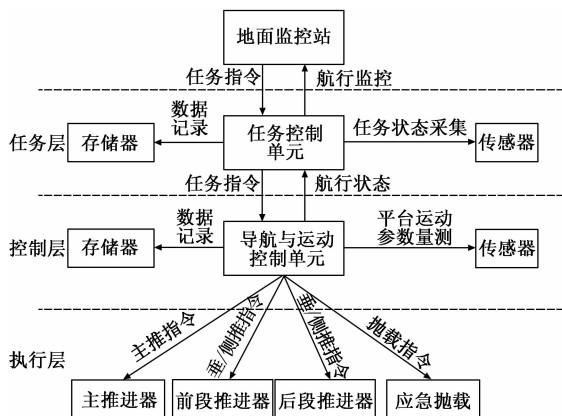 地面监控站
任务指令
航行监控
任务层
存储器
数据
记录
任务控制
单元
任务状态采集
传感器
任务指令
航行状态
控制层
存储器
数据
记录
导航与运动
控制单元
平台运动
参数量测
传感器
主推指令
垂/侧推指令
垂/侧推指令
抛载指令
执行层
主推进器
前段推进器
后段推进器
应急抛载